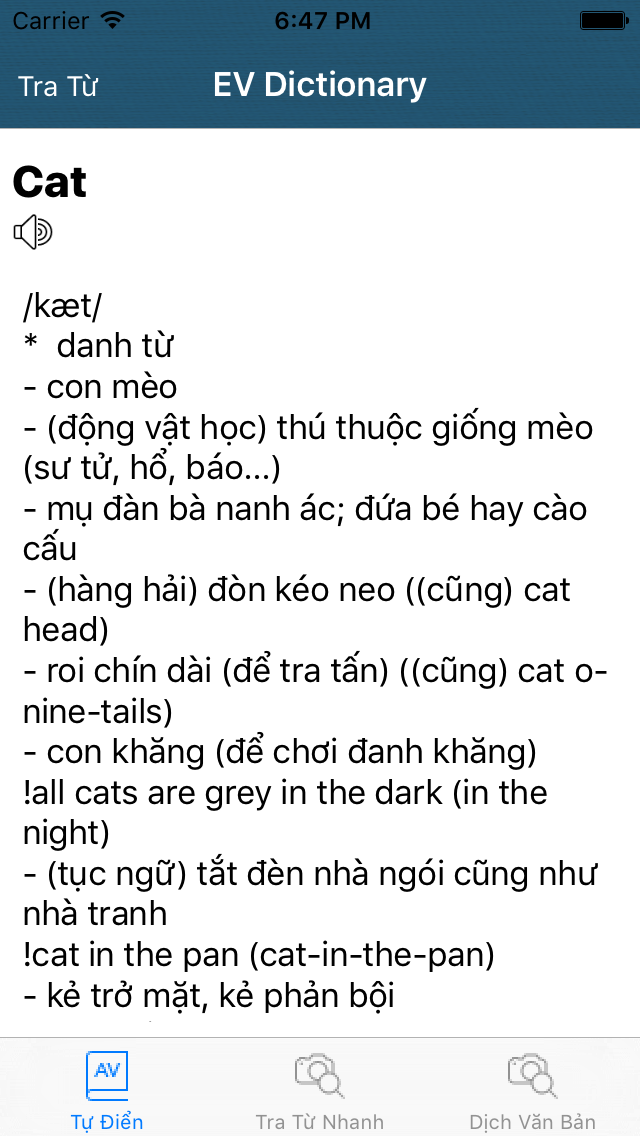 Carrier 6:47 PM
Tra Từ EV Dictionary
Cat
/kæt/
* danh từ
- con mèo
- (động vật học) thú thuộc giống mèo
(sư tử, hổ, báo...)
- mụ đàn bà nanh ác; đứa bé hay cào
cấu
- (hàng hải) đòn kéo neo ((cũng) cat
head)
- roi chín dài (để tra tấn) ((cũng) cat o-
nine-tails)
- con khăng (để chơi đanh khăng)
!all cats are grey in the dark (in the
night)
- (tục ngữ) tắt đèn nhà ngói cũng như
nhà tranh
!cat in the pan (cat-in-the-pan)
- kẻ trở mặt, kẻ phản bội
AV
Tự Điển Tra Từ Nhanh Dịch Văn Bản